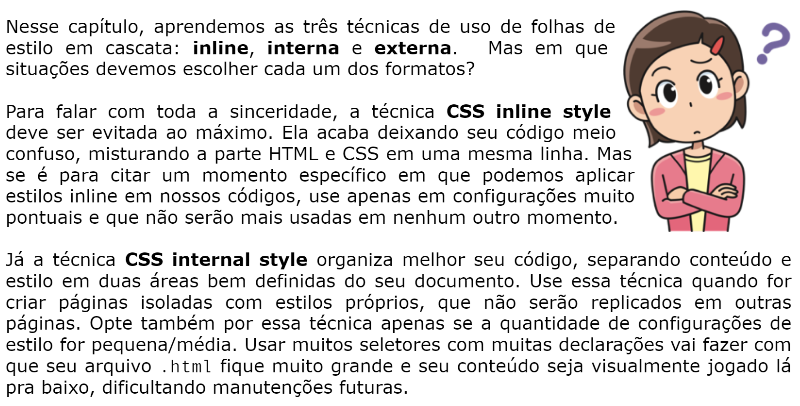 Nesse capítulo, aprendemos as três técnicas de uso de folhas de
estilo em cascata: inline, interna e externa. Mas em que
situações devemos escolher cada um dos formatos?
Para falar com toda a sinceridade, a técnica CSS inline style
deve ser evitada ao máximo. Ela acaba deixando seu código meio
confuso, misturando a parte HTML e CSS em uma mesma linha. Mas
se é para citar um momento específico em que podemos aplicar
estilos inline em nossos códigos, use apenas em configurações muito
pontuais e que não serão mais usadas em nenhum outro momento.
Já a técnica CSS internal style organiza melhor seu código, separando conteúdo e
estilo em duas áreas bem definidas do seu documento. Use essa técnica quando for
criar páginas isoladas com estilos próprios, que não serão replicados em outras
páginas. Opte também por essa técnica apenas se a quantidade de configurações de
estilo for pequena/média. Usar muitos seletores com muitas declarações vai fazer com
que seu arquivo .html fique muito grande e seu conteúdo seja visualmente jogado lá
pra baixo, dificultando manutenções futuras.